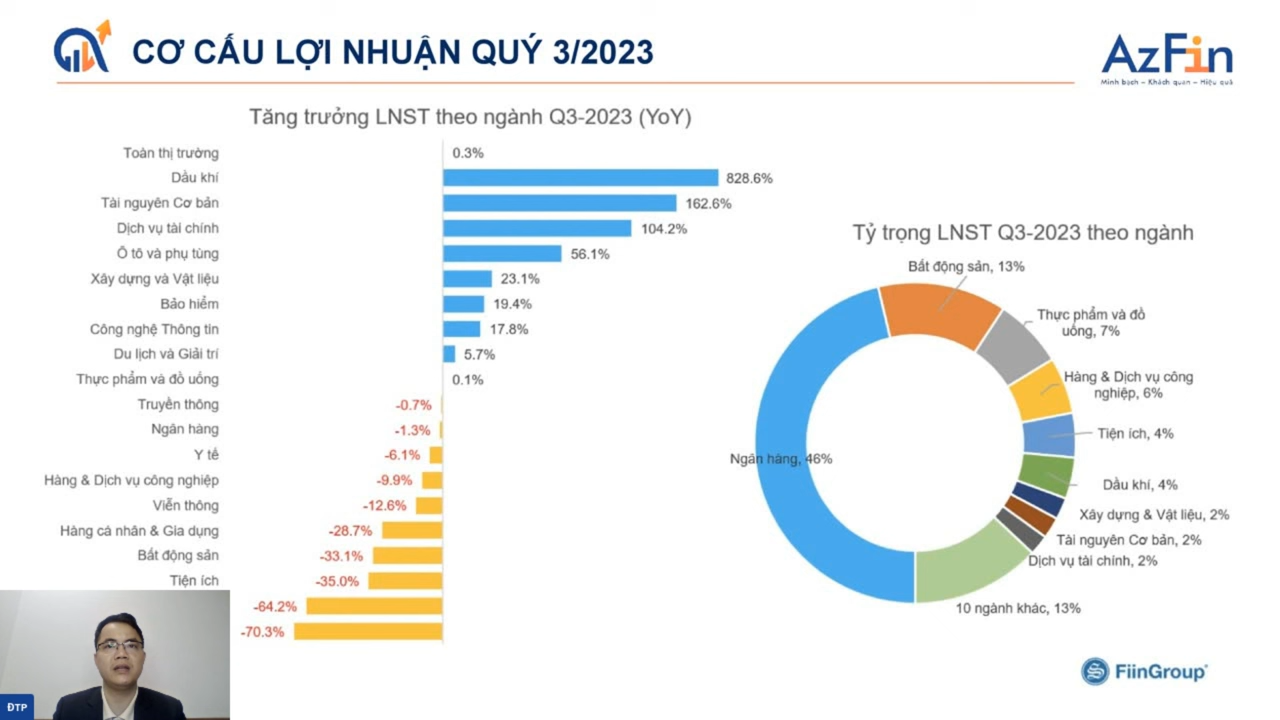 CƠ CẤU LỢI NHUẬN QUÝ 3/2023
AzFin
Minh bạch – Khách quan – Hiệu quả
Tăng trưởng LNST theo ngành Q3-2023 (YoY)
Toàn thị trường 0.3%
Dầu khí 828.6%
Tài nguyên Cơ bản 162.6%
Dịch vụ tài chính 104.2%
Ô tô và phụ tùng 56.1%
Xây dựng và Vật liệu 23.1%
Bảo hiểm 19.4%
Công nghệ Thông tin 17.8%
Du lịch và Giải trí 5.7%
Thực phẩm và đồ uống 0.1%
Truyền thông -0.7%
Ngân hàng -1.3%
Y tế -6.1%
Hàng & Dịch vụ công nghiệp -9.9%
Viễn thông -12.6%
Hàng cá nhân & Gia dụng -28.7%
Bất động sản -33.1%
Tiện ích -35.0%
-64.2%
-70.3%
Tỷ trọng LNST Q3-2023 theo ngành
Bất động sản, 13%
Thực phẩm và đồ
uống, 7%
Hàng & Dịch vụ công
nghiệp, 6%
Tiện ích, 4%
Ngân hàng, 46%
Dầu khí, 4%
Xây dựng & Vật liệu, 2%
Tài nguyên Cơ bản, 2%
Dịch vụ tài chính, 2%
10 ngành khác, 13%
FiinGroup
ĐTP